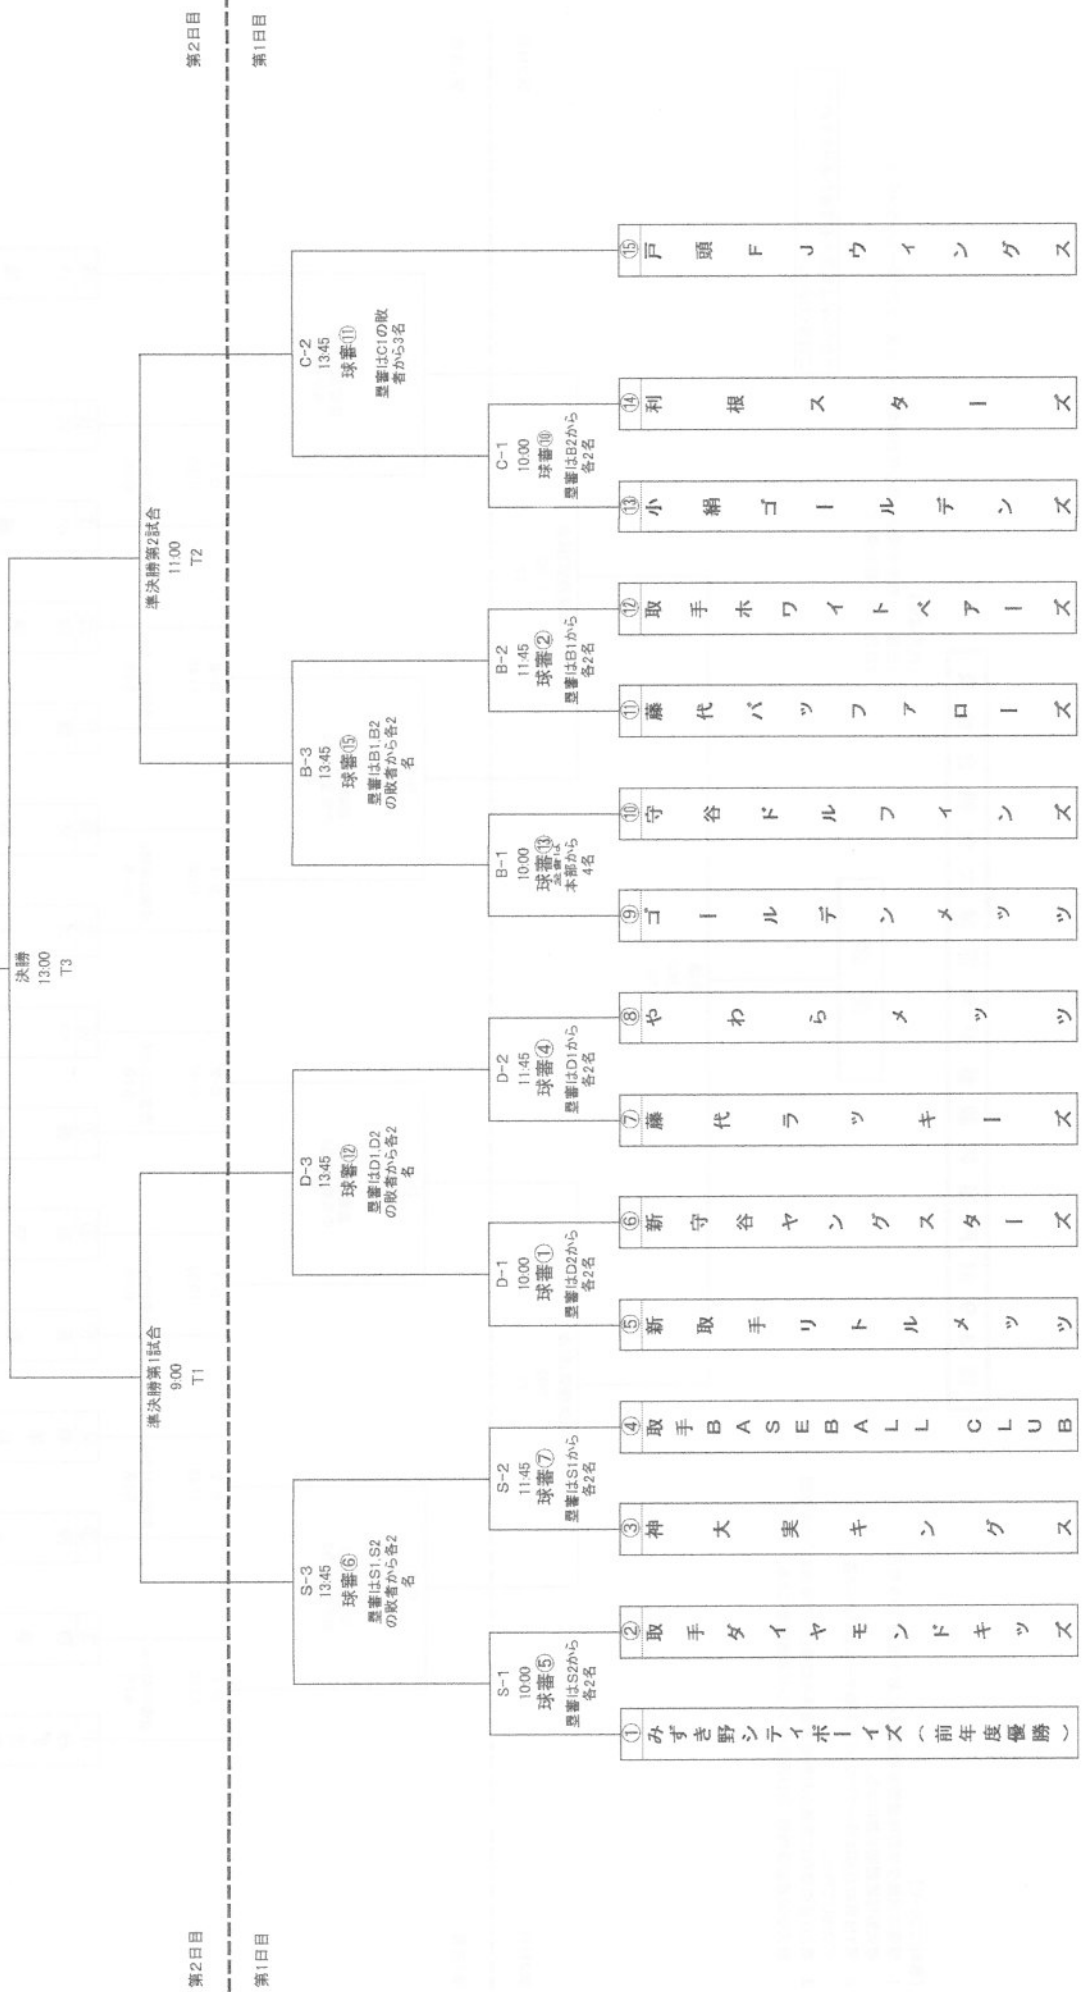 決勝
13:00
T3
準決勝第1試合
9:00
T1
準決勝第2試合
11:00
T2
第2日目
第2日目
第1日目
第1日目
S-3
13:45
球審⑥
塁審はS1.S2
の敗者から各2
名
D-3
13:45
球審⑫
塁審はD1.D2
の敗者から各2
名
B-3
13:45
球審⑮
塁審はB1.B2
の敗者から各2
名
C-2
13:45
球審⑪
塁審はC1の敗
者から3名
S-1
10:00
球審⑤
塁審はS2から
各2名
S-2
11:45
球審⑦
塁審はS1から
各2名
D-1
10:00
球審①
塁審はD2から
各2名
D-2
11:45
球審④
塁審はD1から
各2名
B-1
10:00
球審⑬
塁審は
本部から
4名
B-2
11:45
球審②
塁審はB1から
各2名
C-1
10:00
球審⑩
塁審はB2から
各2名
①みずき野シティボーイズ(前年度優勝)
②取手ダイヤモンドキッズ
③神大実キングス
④取手BASEBALL CLUB
⑤新取手リトルメッツ
⑥新守谷ヤングスターズ
⑦藤代ラッキーズ
⑧やわらメッツ
⑨ゴールデンメッツ
⑩守谷ドルフィンズ
⑪藤代バッファローズ
⑫取手ホワイトベアーズ
⑬小絹ゴールデンズ
⑭利根スターズ
⑮戸頭FJウィングス